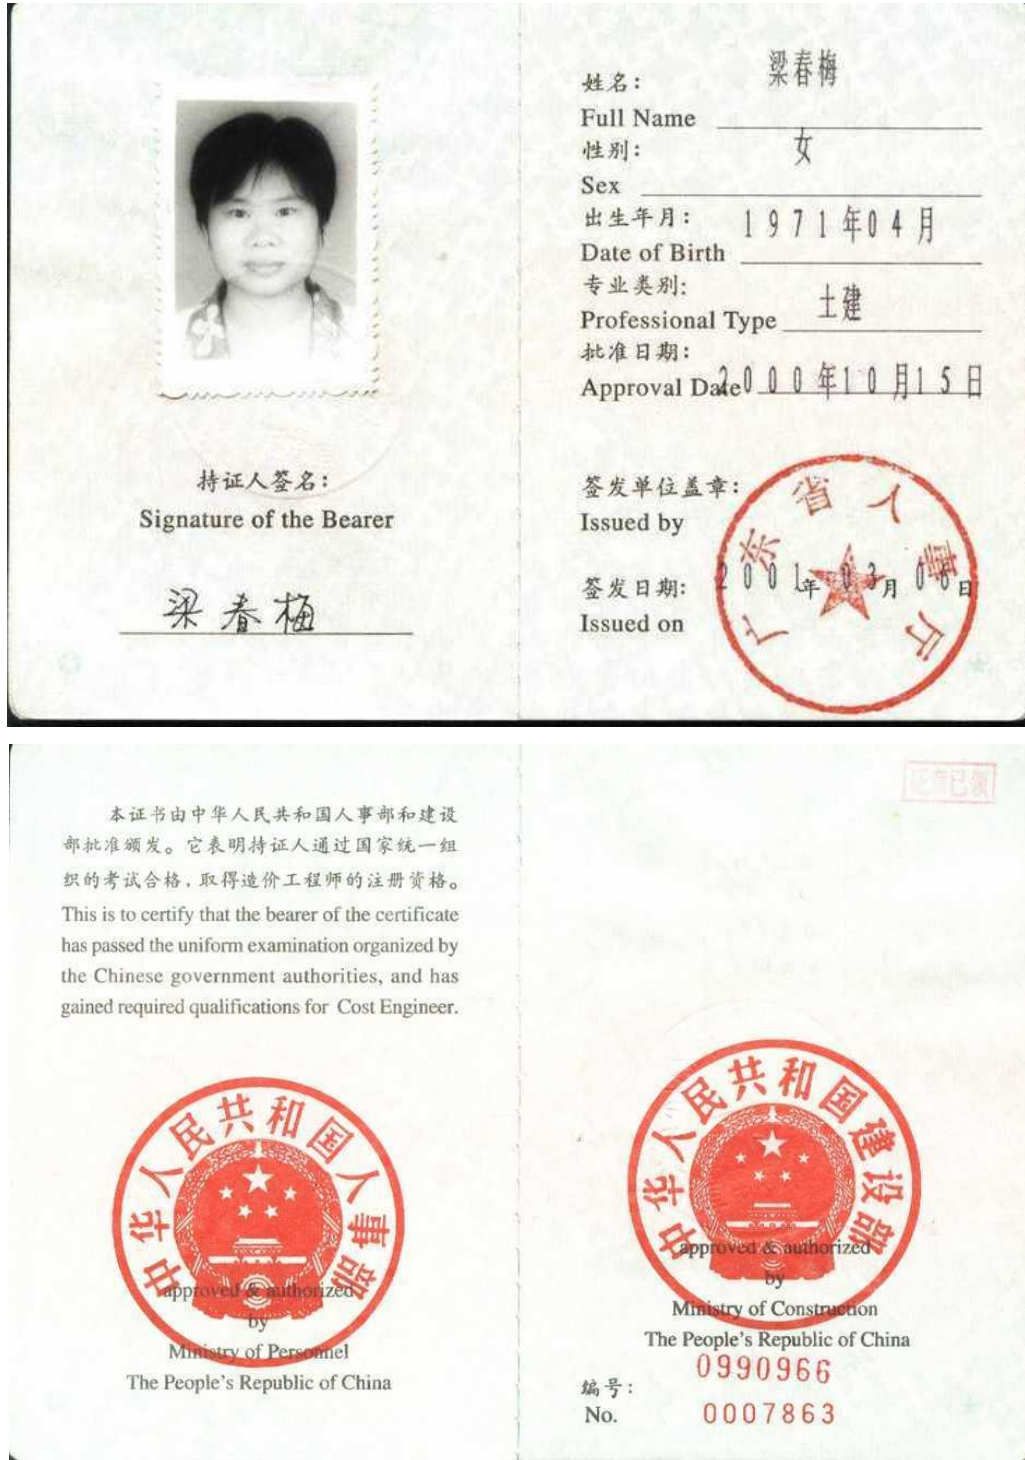 持证人签名:
Signature of the Bearer
梁春梅
姓名: 梁春梅
Full Name
性别: 女
Sex
出生年月: 1971年04月
Date of Birth
专业类别: 土建
Professional Type
批准日期:
Approval Date 2000年10月15日
签发单位盖章:
Issued by
广东省人事厅
签发日期: 2001年03月06日
Issued on
本证书由中华人民共和国人事部和建设
部批准颁发。它表明持证人通过国家统一组
织的考试合格,取得造价工程师的注册资格。
This is to certify that the bearer of the certificate
has passed the uniform examination organized by
the Chinese government authorities, and has
gained required qualifications for Cost Engineer.
中华人民共和国人事部
approved & authorized
by
Ministry of Personnel
The People's Republic of China
证章已领
中华人民共和国建设部
approved & authorized
by
Ministry of Construction
The People's Republic of China
0990966
编号:
No. 0007863